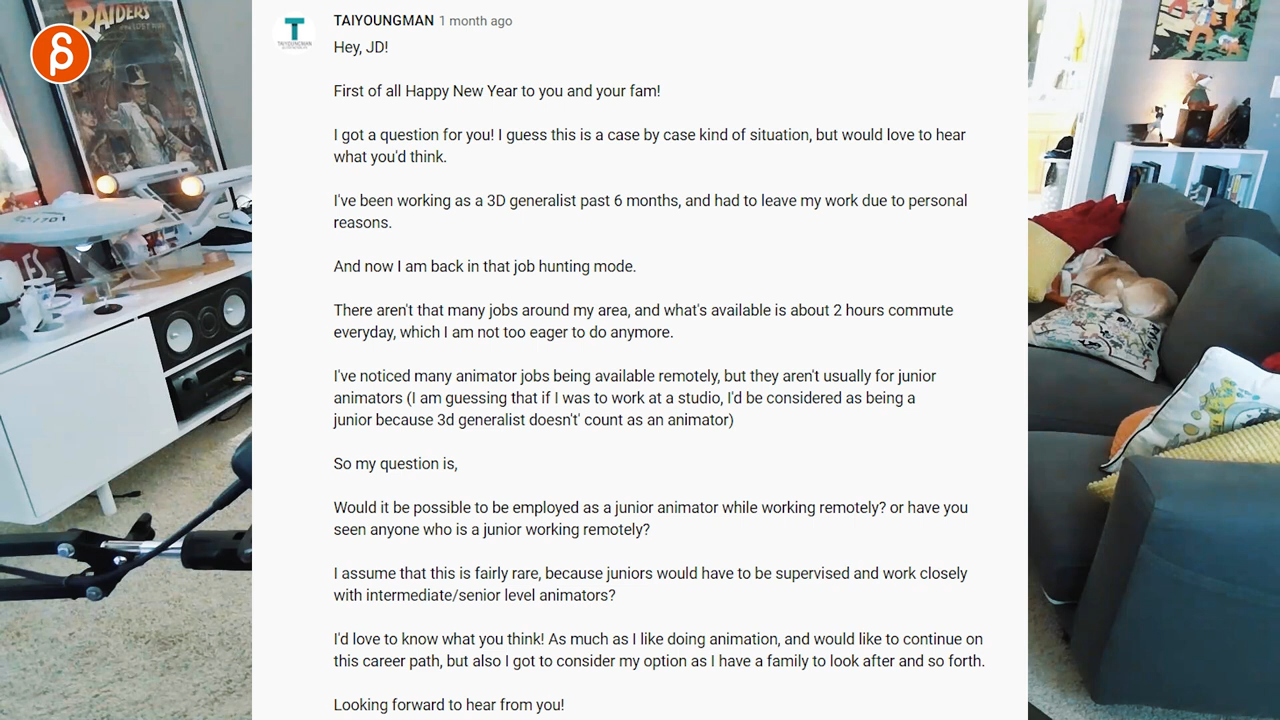 RAIDERS
TAIYOUNGMAN 1 month ago
T
TAIYOUNGMAN
Hey, JD!
First of all Happy New Year to you and your fam!
I got a question for you! I guess this is a case by case kind of situation, but would love to hear
what you'd think.
I've been working as a 3D generalist past 6 months, and had to leave my work due to personal
reasons.
And now I am back in that job hunting mode.
There aren't that many jobs around my area, and what's available is about 2 hours commute
everyday, which I am not too eager to do anymore.
I've noticed many animator jobs being available remotely, but they aren't usually for junior
animators (I am guessing that if I was to work at a studio, I'd be considered as being a
junior because 3d generalist doesn't' count as an animator)
So my question is,
Would it be possible to be employed as a junior animator while working remotely? or have you
seen anyone who is a junior working remotely?
I assume that this is fairly rare, because juniors would have to be supervised and work closely
with intermediate/senior level animators?
I'd love to know what you think! As much as I like doing animation, and would like to continue on
this career path, but also I got to consider my option as I have a family to look after and so forth.
Looking forward to hear from you!